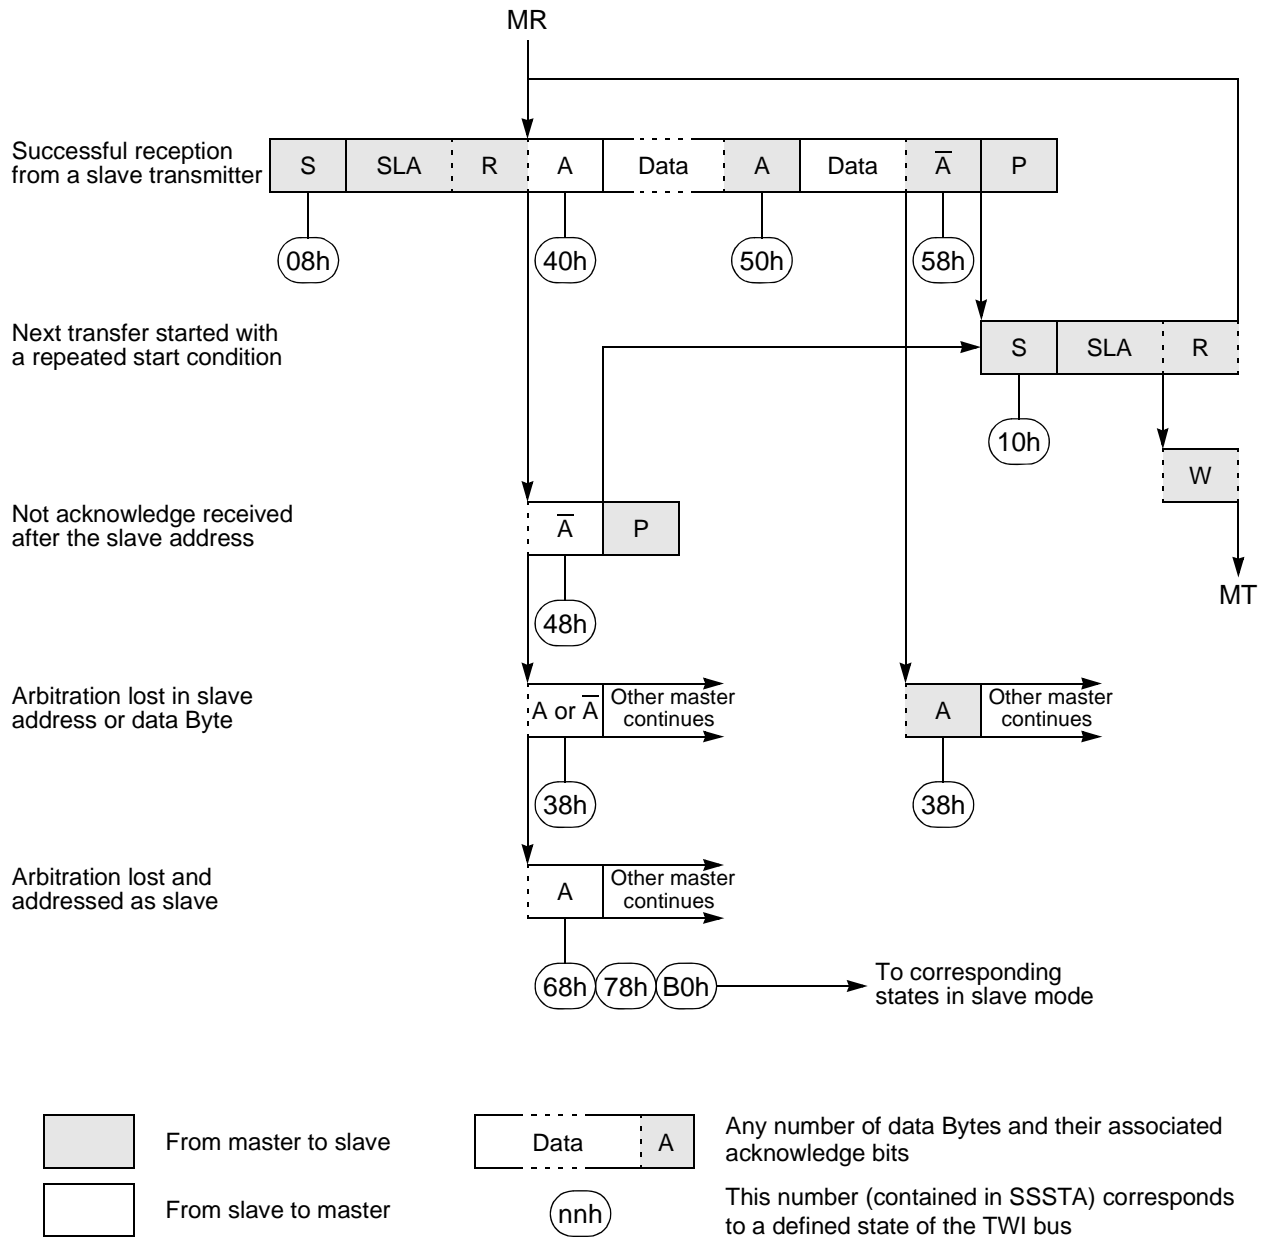 MR
Successful reception
from a slave transmitter
S SLA R A Data A Data A̅ P
08h 40h 50h 58h
Next transfer started with
a repeated start condition
S SLA R
10h
W
MT
Not acknowledge received
after the slave address
A̅ P
48h
Arbitration lost in slave
address or data Byte
A or A̅
Other master
continues
A
Other master
continues
38h 38h
Arbitration lost and
addressed as slave
A
Other master
continues
68h 78h B0h
To corresponding
states in slave mode
From master to slave
Data A
Any number of data Bytes and their associated
acknowledge bits
From slave to master
nnh
This number (contained in SSSTA) corresponds
to a defined state of the TWI bus